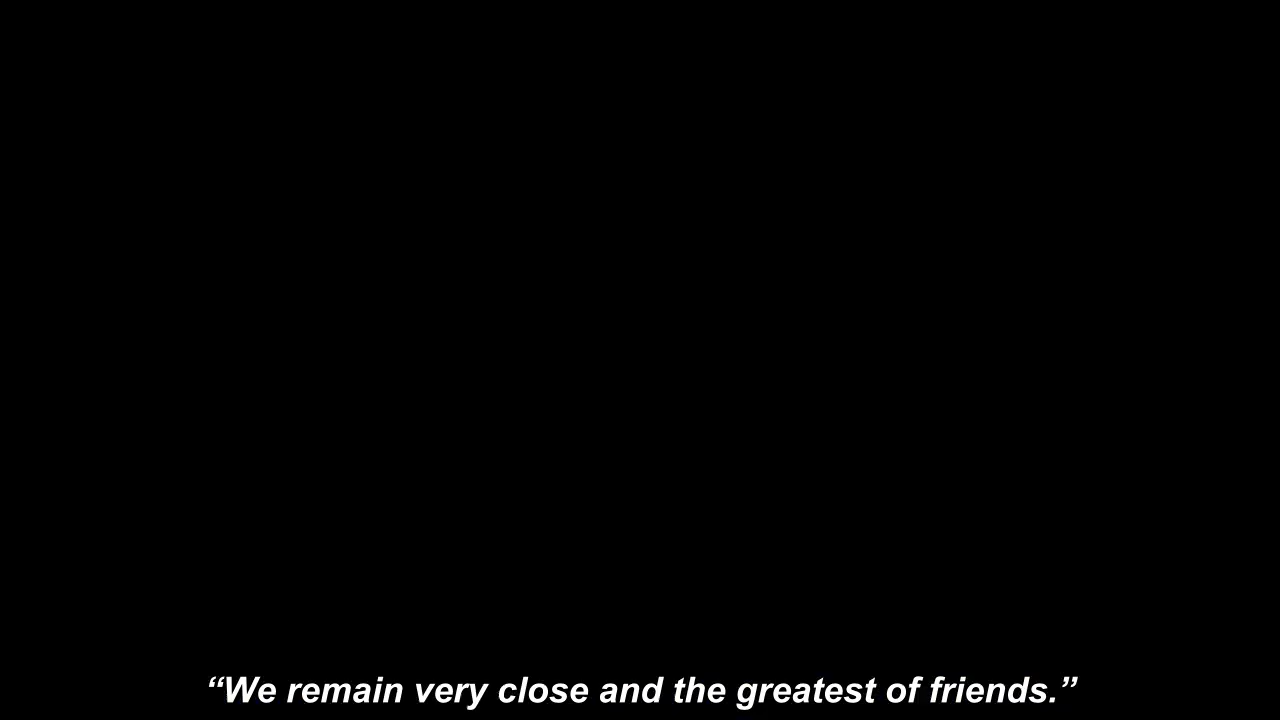 “We remain very close and the greatest of friends.”